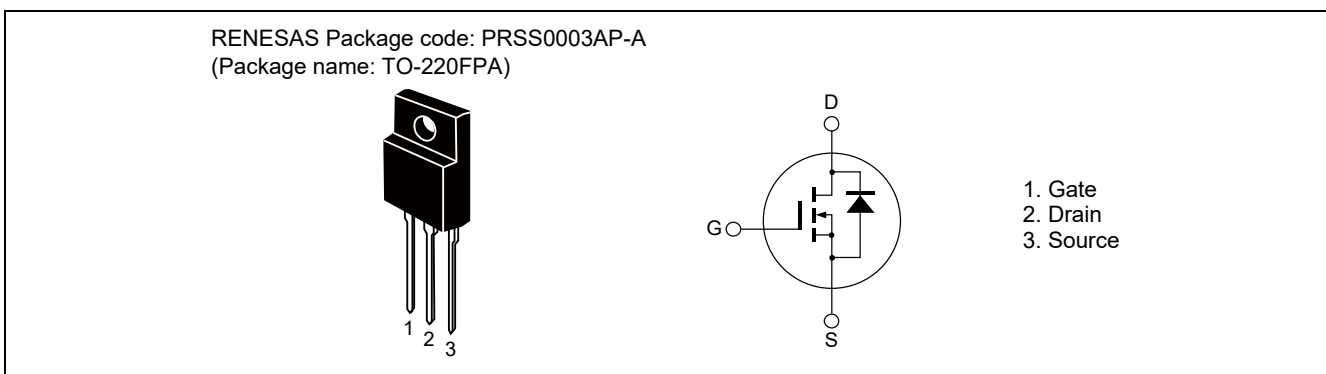 RENESAS Package code: PRSS0003AP-A
(Package name: TO-220FPA)
1
2
3
D
G
S
1. Gate
2. Drain
3. Source